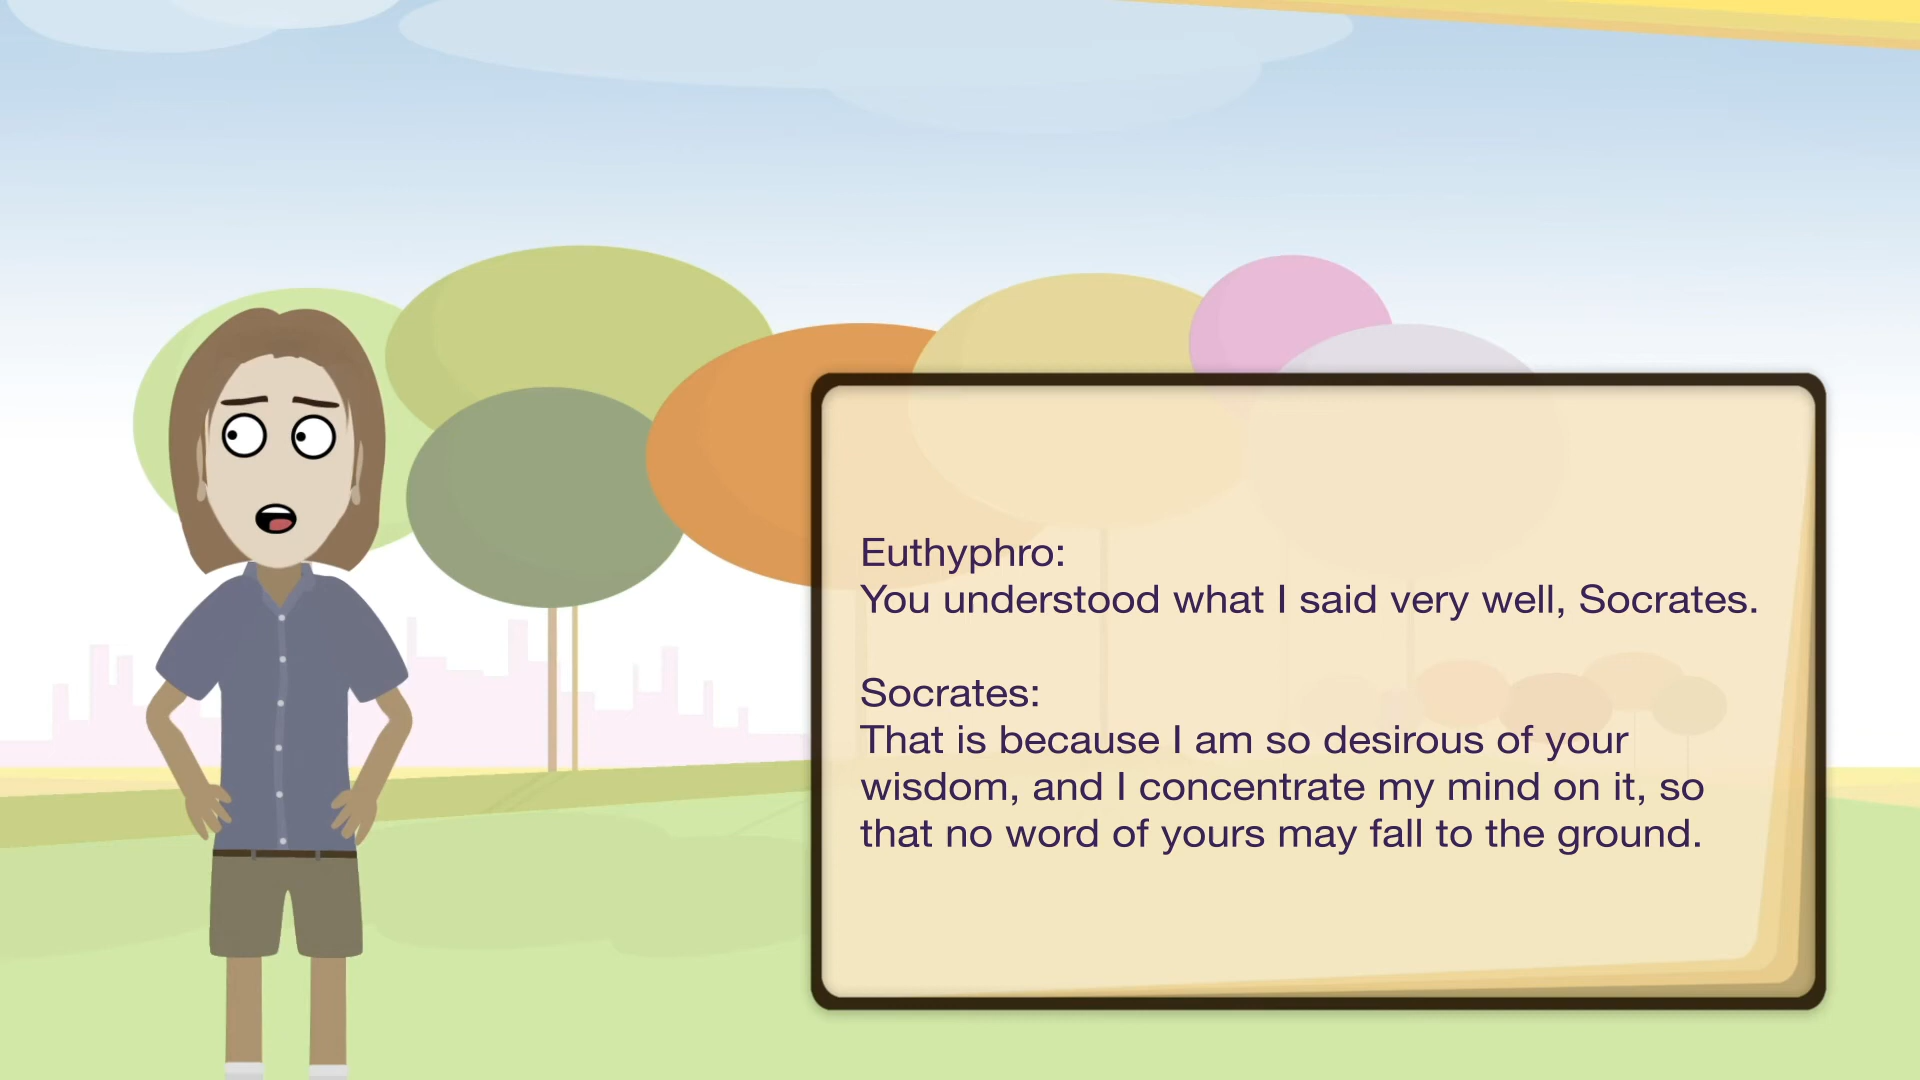 Euthyphro:
You understood what I said very well, Socrates.
Socrates:
That is because I am so desirous of your
wisdom, and I concentrate my mind on it, so
that no word of yours may fall to the ground.